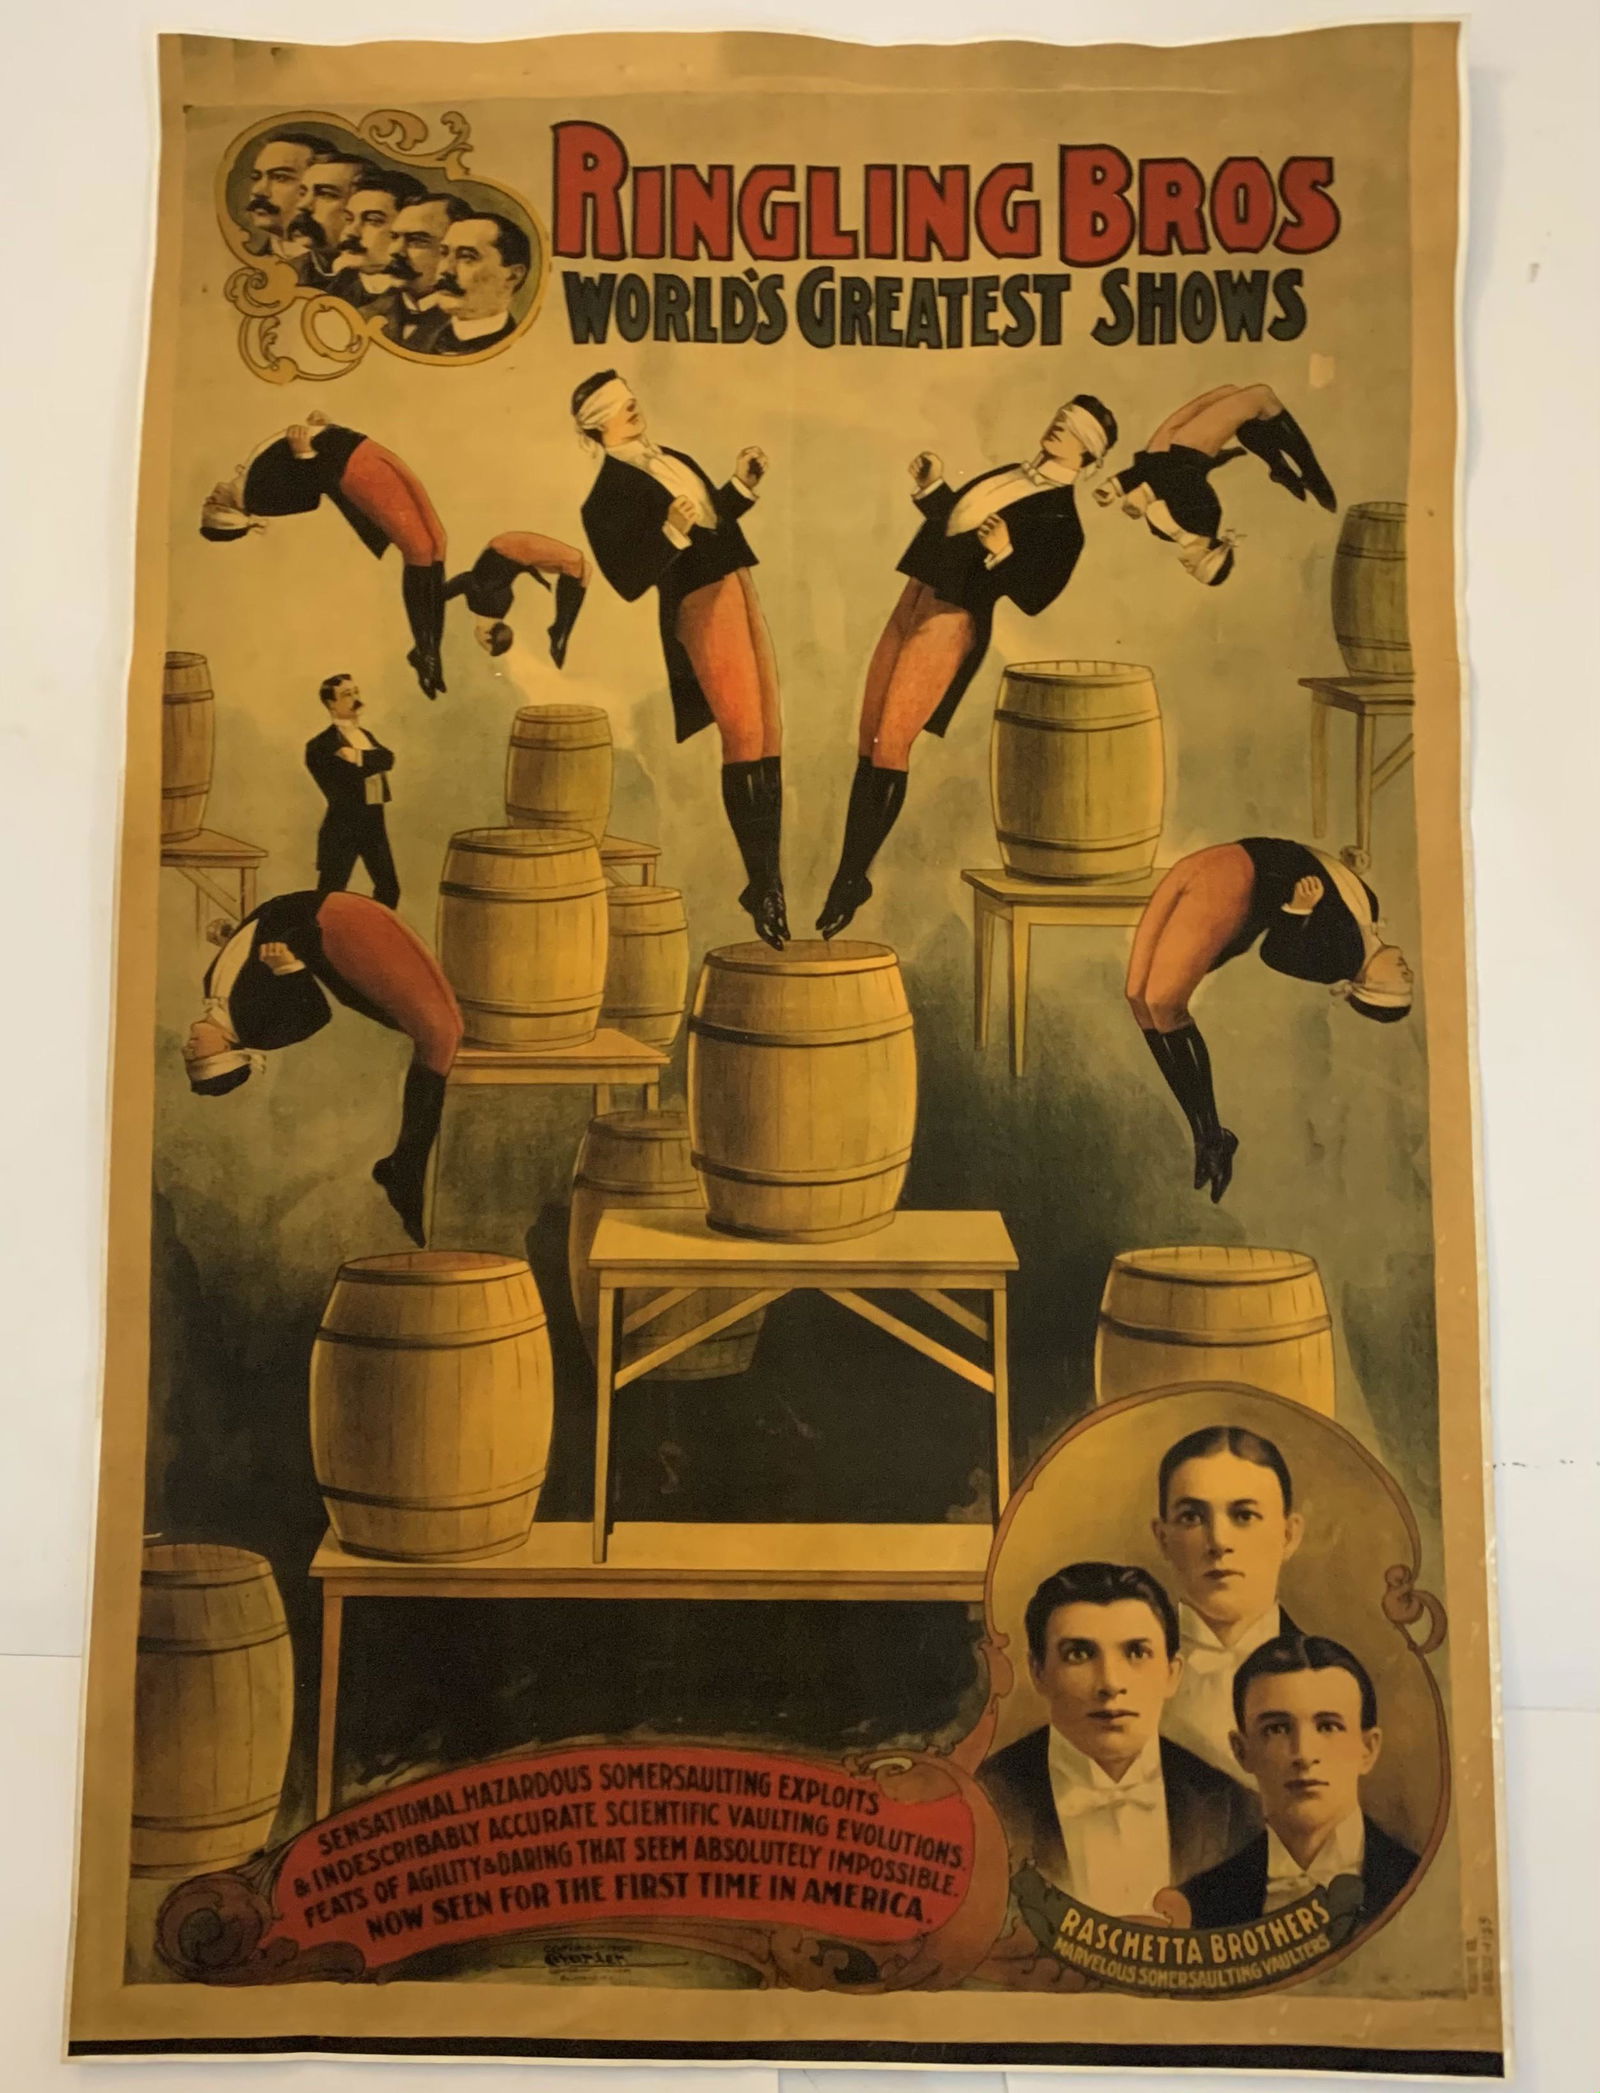 RINGLING BROS
WORLD'S GREATEST SHOWS
SENSATIONAL HAZARDOUS SOMERSAULTING EXPLOITS
& INDESCRIBABLY ACCURATE SCIENTIFIC VAULTING EVOLUTIONS.
FEATS OF AGILITY & DARING THAT SEEM ABSOLUTELY IMPOSSIBLE.
NOW SEEN FOR THE FIRST TIME IN AMERICA.
RASCHETTA BROTHERS
MARVELOUS SOMERSAULTING VAULTERS
Courier